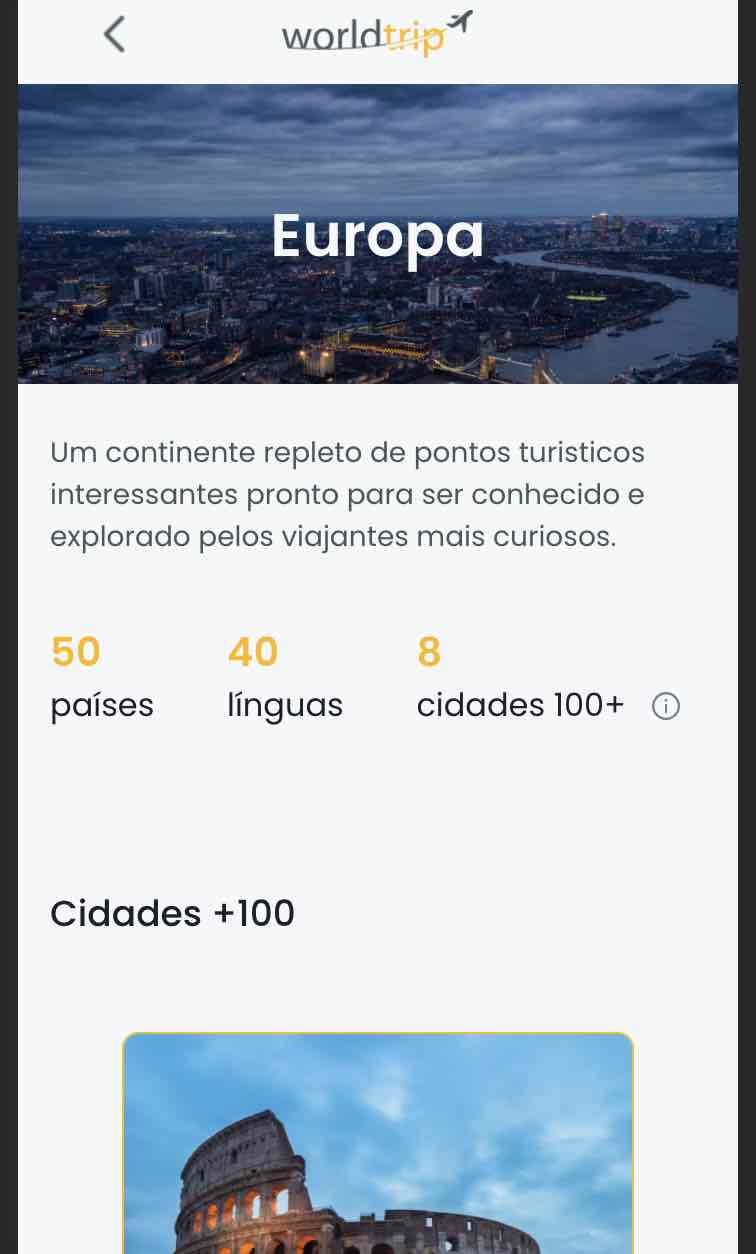 worldtrip
Europa
Um continente repleto de pontos turisticos
interessantes pronto para ser conhecido e
explorado pelos viajantes mais curiosos.
50 40 8
países línguas cidades 100+
Cidades +100